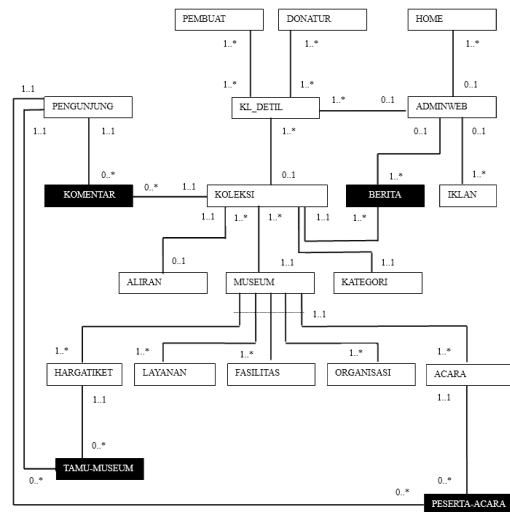 PEMBUAT
DONATUR
HOME
1..*
1..*
1..*
1..1
1..*
1..*
0..1
PENGUNJUNG
KL_DETIL
1..*
0..1
ADMINWEB
1..1
1..1
1..*
0..1
0..1
0..*
0..1
1..*
1..*
KOMENTAR
0..*
1..1
KOLEKSI
BERITA
IKLAN
1..1
1..*
1..*
1..1
1..*
0..1
1..1
1..1
ALIRAN
MUSEUM
KATEGORI
1..1
1..*
1..*
1..*
1..*
1..*
HARGATIKET
LAYANAN
FASILITAS
ORGANISASI
ACARA
1..1
1..1
0..*
TAMU-MUSEUM
0..*
0..*
0..*
PESERTA-ACARA